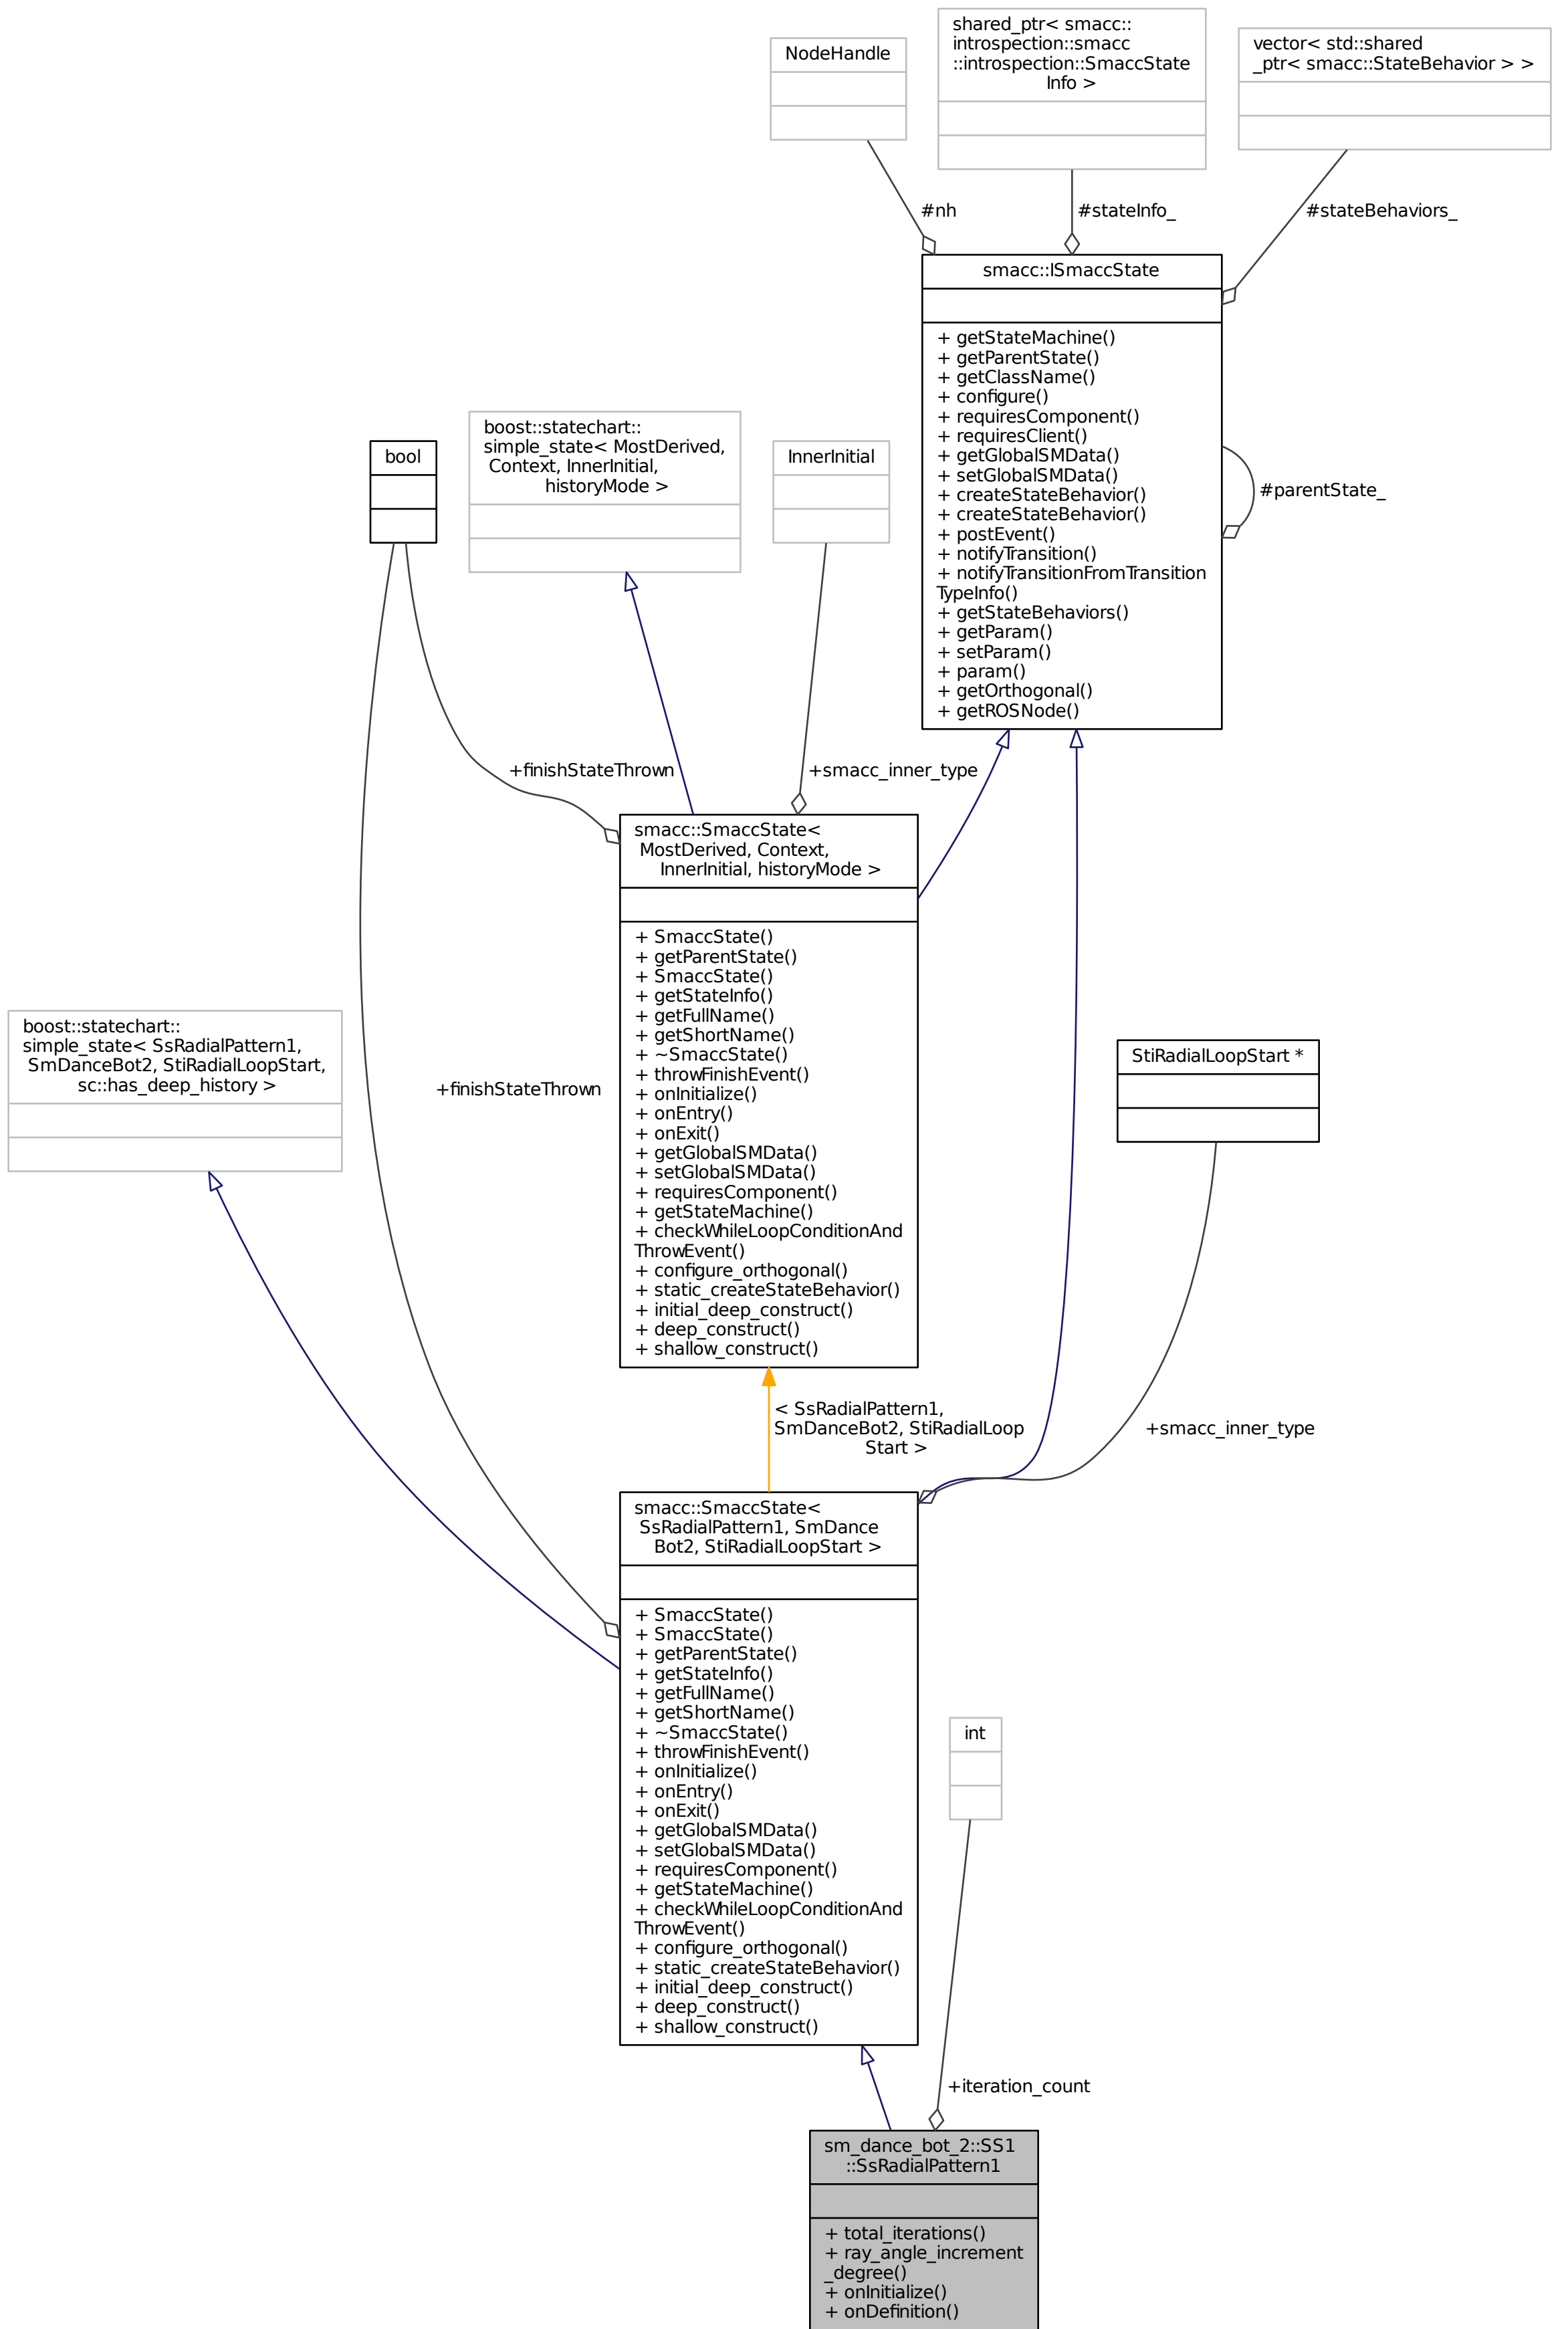 NodeHandle
shared_ptr< smacc::
introspection::smacc
::introspection::SmaccState
Info >
vector< std::shared
_ptr< smacc::StateBehavior > >
#nh
#stateInfo_
#stateBehaviors_
smacc::ISmaccState
+ getStateMachine()
+ getParentState()
+ getClassName()
+ configure()
+ requiresComponent()
+ requiresClient()
+ getGlobalSMData()
+ setGlobalSMData()
+ createStateBehavior()
+ createStateBehavior()
+ postEvent()
+ notifyTransition()
+ notifyTransitionFromTransition
TypeInfo()
+ getStateBehaviors()
+ getParam()
+ setParam()
+ param()
+ getOrthogonal()
+ getROSNode()
#parentState_
bool
boost::statechart::
simple_state< MostDerived,
Context, InnerInitial,
historyMode >
InnerInitial
+finishStateThrown
+smacc_inner_type
smacc::SmaccState<
MostDerived, Context,
InnerInitial, historyMode >
+ SmaccState()
+ getParentState()
+ SmaccState()
+ getStateInfo()
+ getFullName()
+ getShortName()
+ ~SmaccState()
+ throwFinishEvent()
+ onInitialize()
+ onEntry()
+ onExit()
+ getGlobalSMData()
+ setGlobalSMData()
+ requiresComponent()
+ getStateMachine()
+ checkWhileLoopConditionAnd
ThrowEvent()
+ configure_orthogonal()
+ static_createStateBehavior()
+ initial_deep_construct()
+ deep_construct()
+ shallow_construct()
boost::statechart::
simple_state< SsRadialPattern1,
SmDanceBot2, StiRadialLoopStart,
sc::has_deep_history >
+finishStateThrown
StiRadialLoopStart *
< SsRadialPattern1,
SmDanceBot2, StiRadialLoop
Start >
+smacc_inner_type
smacc::SmaccState<
SsRadialPattern1, SmDance
Bot2, StiRadialLoopStart >
+ SmaccState()
+ SmaccState()
+ getParentState()
+ getStateInfo()
+ getFullName()
+ getShortName()
+ ~SmaccState()
+ throwFinishEvent()
+ onInitialize()
+ onEntry()
+ onExit()
+ getGlobalSMData()
+ setGlobalSMData()
+ requiresComponent()
+ getStateMachine()
+ checkWhileLoopConditionAnd
ThrowEvent()
+ configure_orthogonal()
+ static_createStateBehavior()
+ initial_deep_construct()
+ deep_construct()
+ shallow_construct()
int
+iteration_count
sm_dance_bot_2::SS1
::SsRadialPattern1
+ total_iterations()
+ ray_angle_increment
_degree()
+ onInitialize()
+ onDefinition()